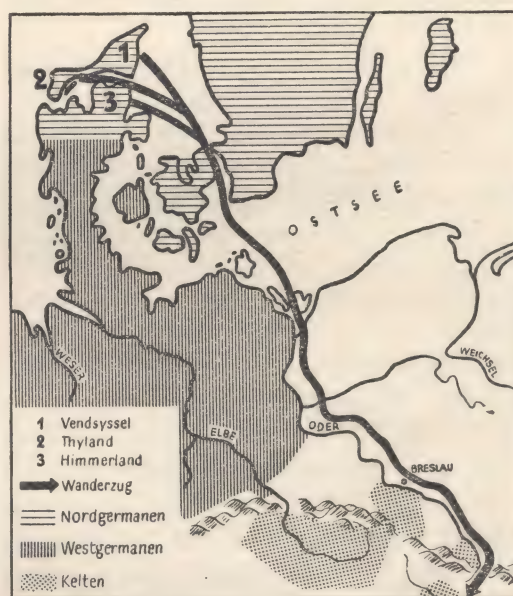 1
2
3
OSTSEE
WESER
WEICHSEL
ELBE
ODER
BRESLAU
1 Vendsyssel
2 Thyland
3 Himmerland
Wanderzug
Nordgermanen
Westgermanen
Kelten